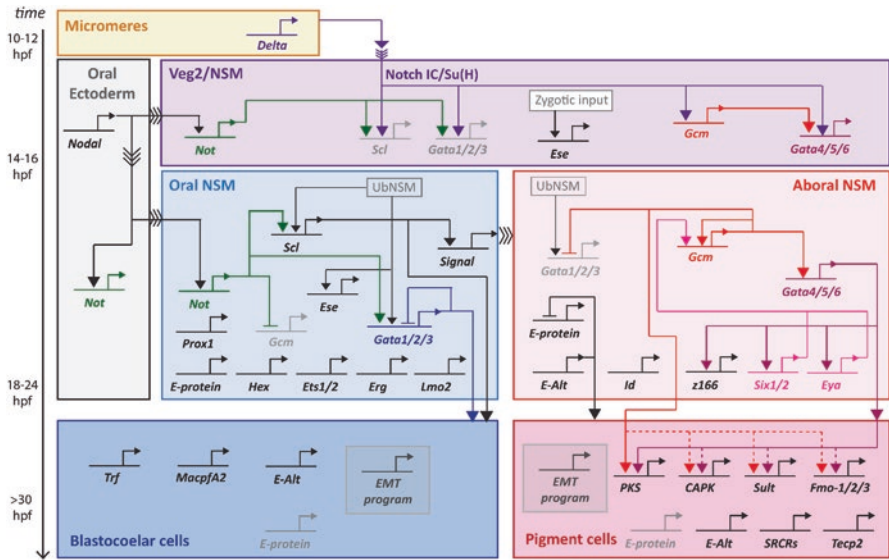 time
10-12
hpf
14-16
hpf
18-24
hpf
>30
hpf
Micromeres
Delta
Oral
Ectoderm
Nodal
Not
Veg2/NSM
Notch IC/Su(H)
Zygotic input
Not
Scl
Gata1/2/3
Ese
Gcm
Gata4/5/6
Oral NSM
UbNSM
Scl
Signal
Not
Ese
Prox1
Gcm
Gata1/2/3
E-protein
Hex
Ets1/2
Erg
Lmo2
Aboral NSM
UbNSM
Gata1/2/3
Gcm
Gata4/5/6
E-protein
E-Alt
Id
z166
Six1/2
Eya
Trf
MacpfA2
E-Alt
EMT
program
E-protein
Blastocoelar cells
EMT
program
PKS
CAPK
Sult
Fmo-1/2/3
E-protein
E-Alt
SRCRs
Tecp2
Pigment cells